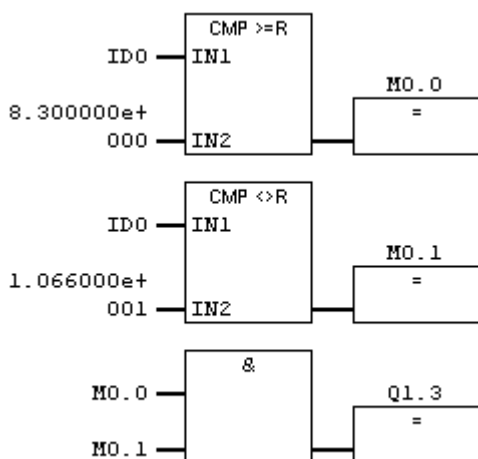 CMP >=R
ID0 IN1
M0.0
8.300000e+
=
000 IN2
CMP <>R
ID0 IN1
M0.1
1.066000e+
=
001 IN2
&
M0.0
Q1.3
=
M0.1